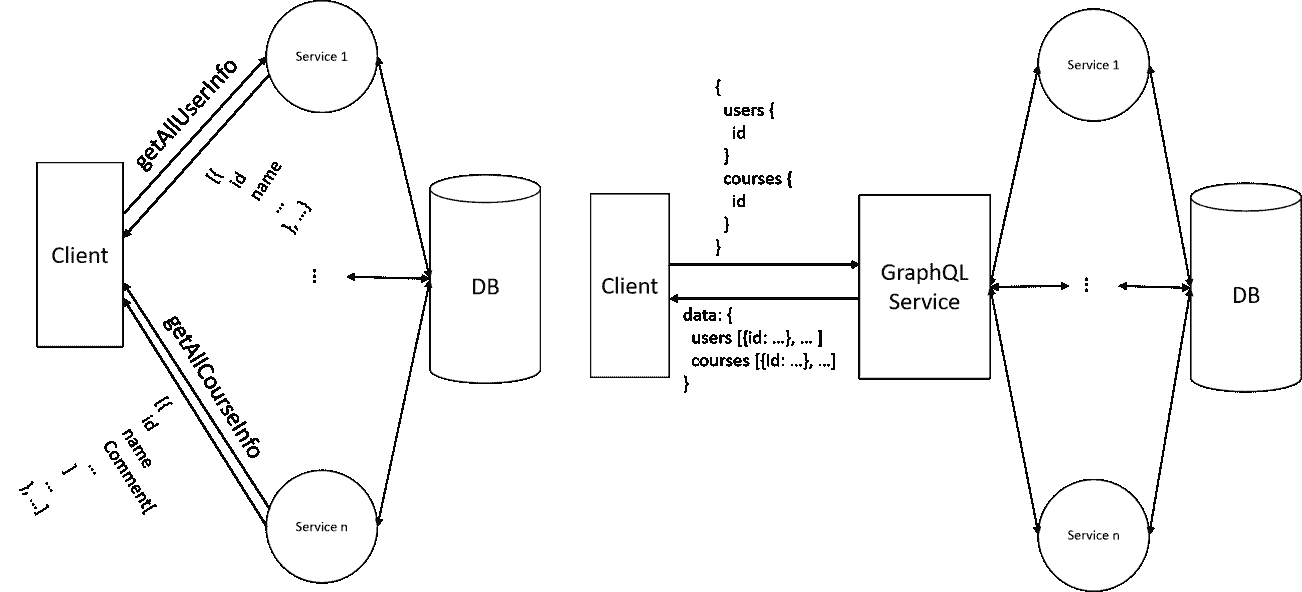 Service 1
getAllUserInfo
[{
id
name
...
}, ...}
Client
...
DB
getAllCourseInfo
[{
id
name
Comment[
...
]
...
}, ...]
Service n
{
users {
id
}
courses {
id
}
}
Client
data: {
users [{id: ...}, ... ]
courses [{Id: ...}, ...]
}
GraphQL
Service
Service 1
...
DB
Service n